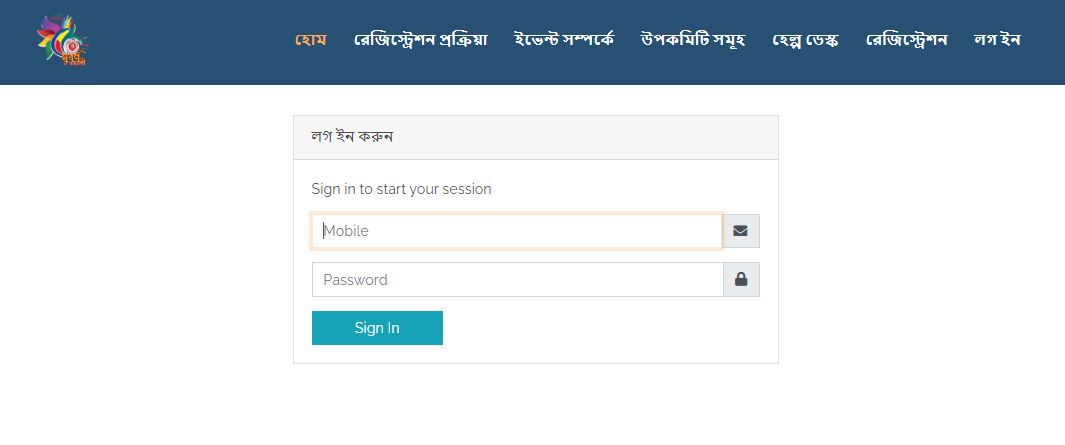 হোম রেজিস্ট্রেশন প্রক্রিয়া ইভেন্ট সম্পর্কে উপকমিটি সমূহ হেল্প ডেস্ক রেজিস্ট্রেশন লগ ইন
লগ ইন করুন
Sign in to start your session
Mobile
Password
Sign In